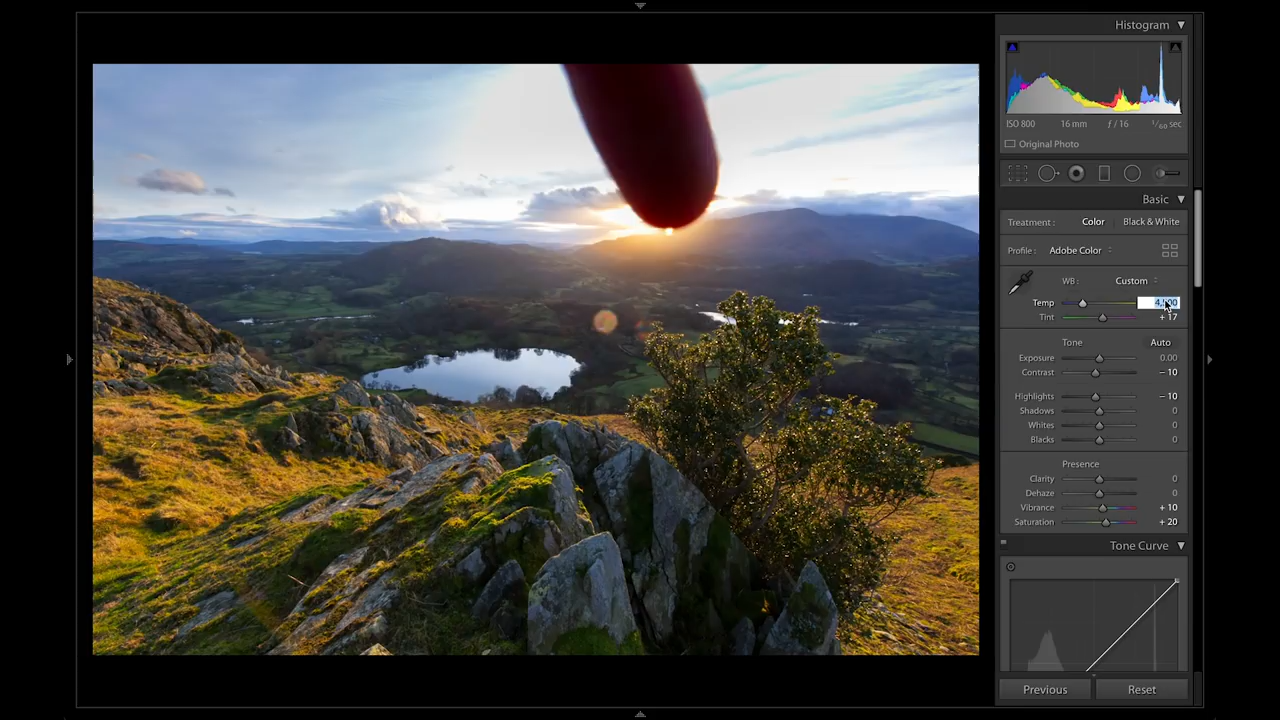 Histogram
ISO 800 16 mm ƒ / 16 1/60 sec
Original Photo
Basic
Treatment : Color Black & White
Profile : Adobe Color
WB : Custom
Temp
Tint + 17
Tone Auto
Exposure 0.00
Contrast – 10
Highlights – 10
Shadows 0
Whites 0
Blacks 0
Presence
Clarity 0
Dehaze 0
Vibrance + 10
Saturation + 20
Tone Curve
Previous Reset